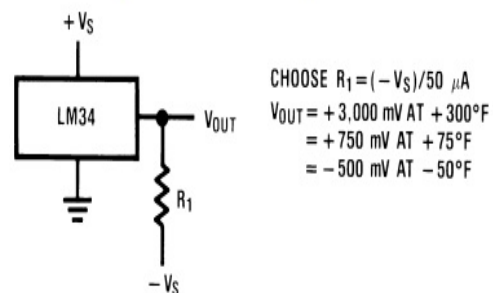 + VS
LM34
VOUT
R1
− VS
CHOOSE R1 = (− VS)/50 μA
VOUT = + 3,000 mV AT + 300°F
= + 750 mV AT + 75°F
= − 500 mV AT − 50°F